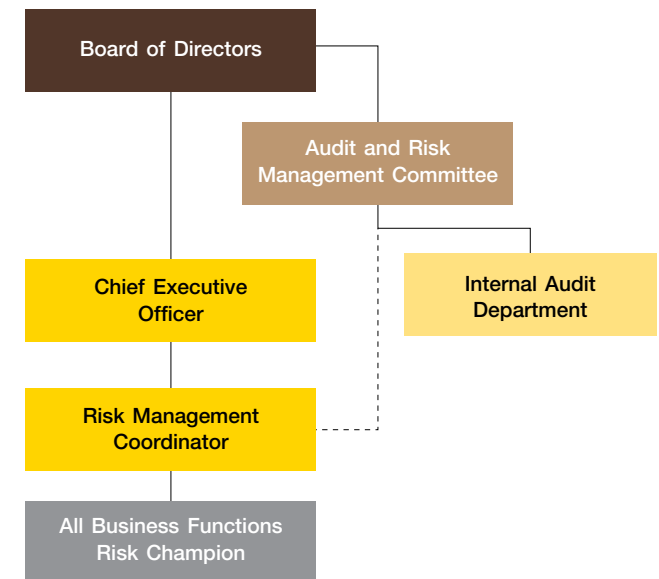 Board of Directors
Audit and Risk
Management Committee
Chief Executive
Officer
Internal Audit
Department
Risk Management
Coordinator
All Business Functions
Risk Champion